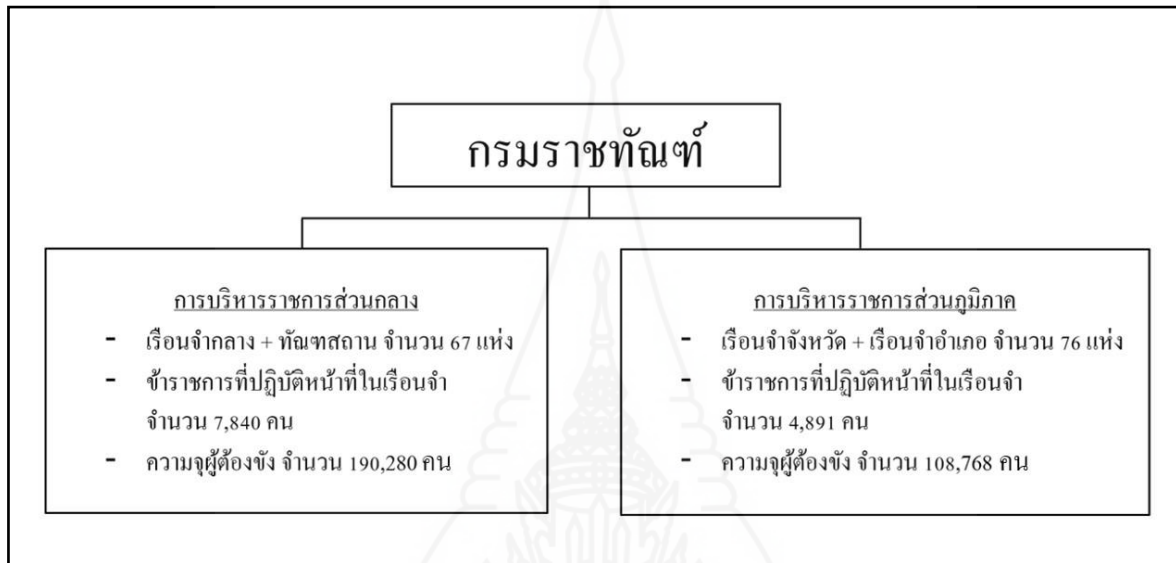 กรมราชทัณฑ์
การบริหารราชการส่วนกลาง
- เรือนจำกลาง + ทัณฑสถาน จำนวน 67 แห่ง
- ข้าราชการที่ปฏิบัติหน้าที่ในเรือนจำ
จำนวน 7,840 คน
- ความจุผู้ต้องขัง จำนวน 190,280 คน
การบริหารราชการส่วนภูมิภาค
- เรือนจำจังหวัด + เรือนจำอำเภอ จำนวน 76 แห่ง
- ข้าราชการที่ปฏิบัติหน้าที่ในเรือนจำ
จำนวน 4,891 คน
- ความจุผู้ต้องขัง จำนวน 108,768 คน